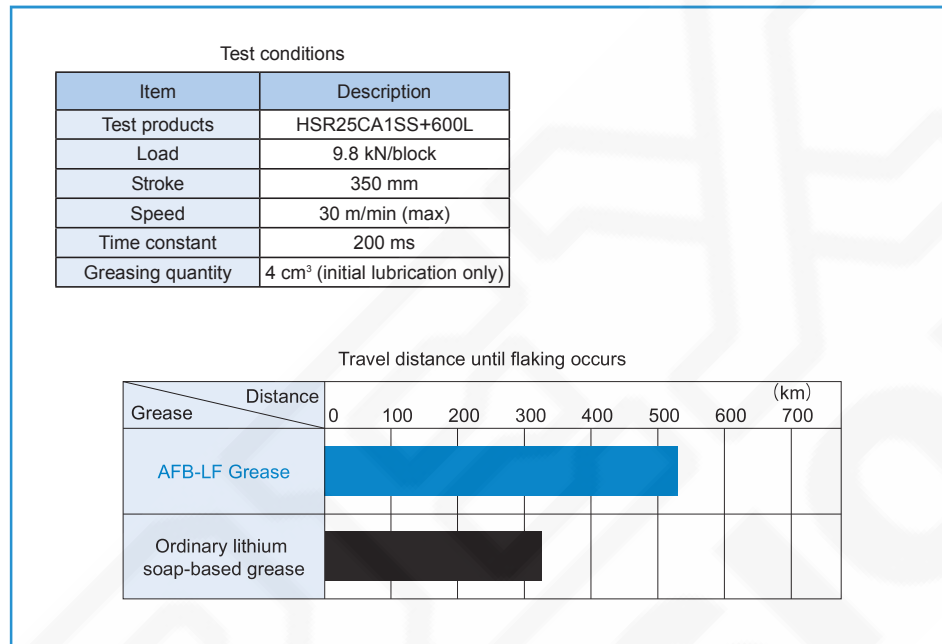 Test conditions
Item Description
Test products HSR25CA1SS+600L
Load 9.8 kN/block
Stroke 350 mm
Speed 30 m/min (max)
Time constant 200 ms
Greasing quantity 4 cm³ (initial lubrication only)
Travel distance until flaking occurs
Distance (km)
Grease 0 100 200 300 400 500 600 700
AFB-LF Grease
Ordinary lithium
soap-based grease